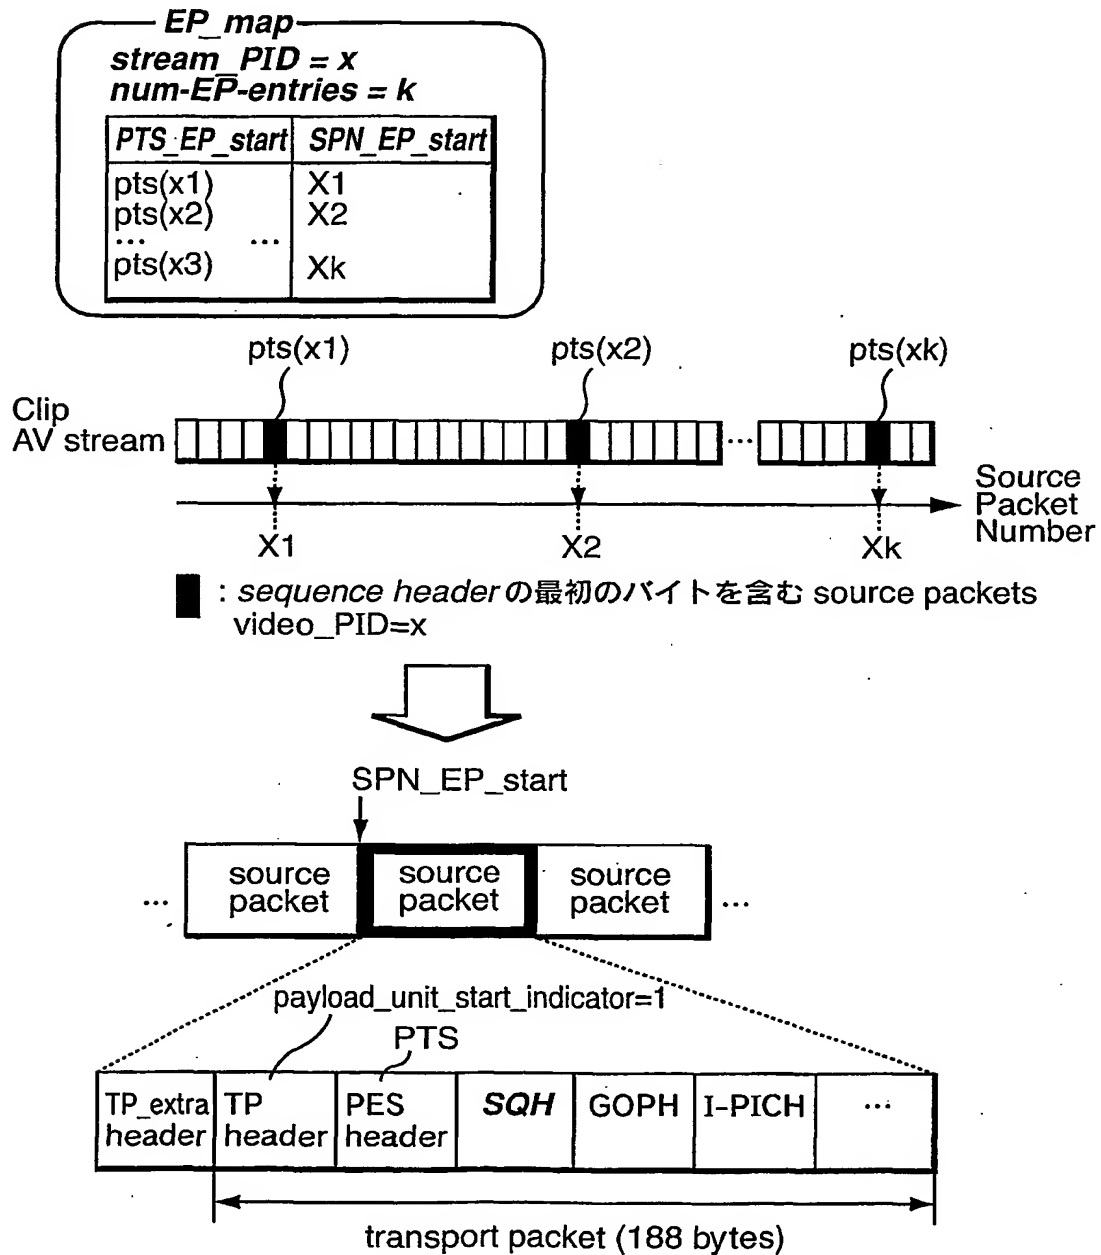 EP_map
stream_PID = x
num-EP-entries = k
PTS_EP_start SPN_EP_start
pts(x1) X1
pts(x2) X2
... ...
pts(x3) Xk
pts(x1) pts(x2) pts(xk)
Clip
AV stream
...
Source
Packet
Number
X1 X2 Xk
: sequence headerの最初のバイトを含む source packets
video_PID=x
SPN_EP_start
... source packet source packet source packet ...
payload_unit_start_indicator=1
PTS
TP_extra header TP header PES header SQH GOPH I-PICH ...
transport packet (188 bytes)